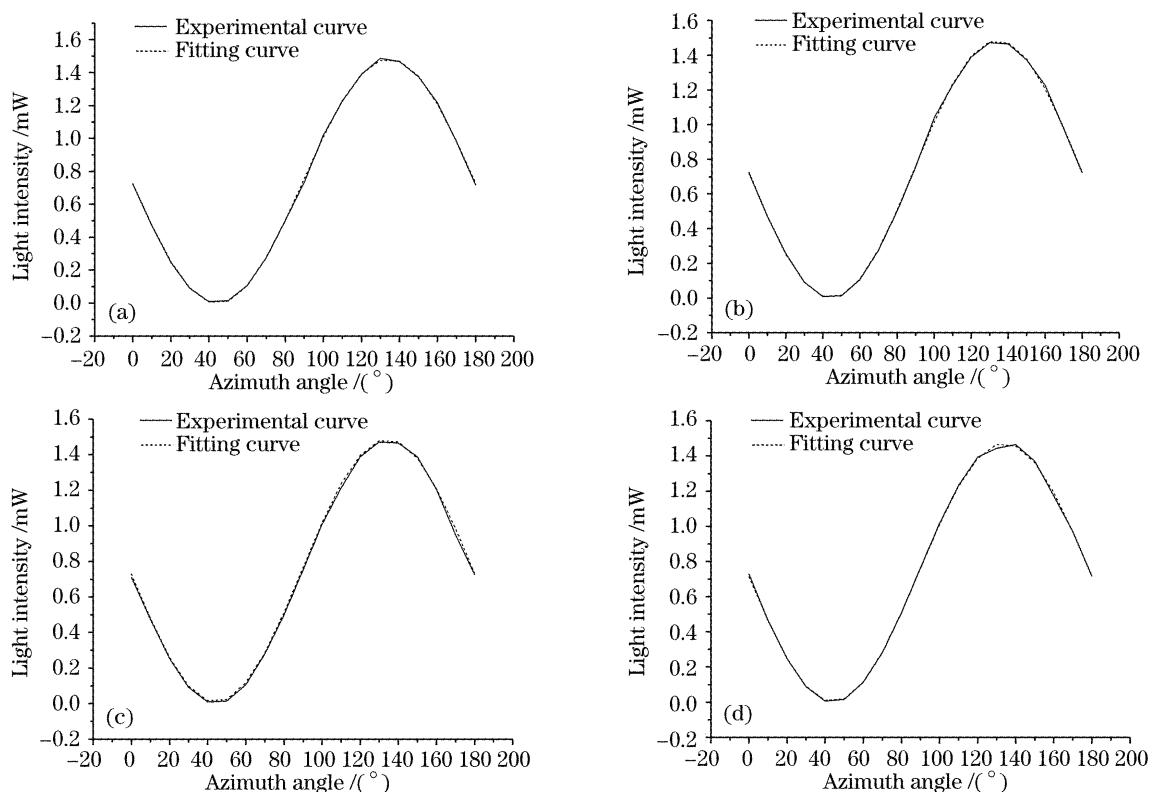 Experimental curve
Fitting curve
1.6
1.4
1.2
1.0
0.8
0.6
0.4
0.2
0.0
−0.2
Light intensity /mW
(a)
−20 0 20 40 60 80 100 120 140 160 180 200
Azimuth angle /(°)
Experimental curve
Fitting curve
1.6
1.4
1.2
1.0
0.8
0.6
0.4
0.2
0.0
−0.2
Light intensity /mW
(b)
−20 0 20 40 60 80 100 120 140 160 180 200
Azimuth angle /(°)
Experimental curve
Fitting curve
1.6
1.4
1.2
1.0
0.8
0.6
0.4
0.2
0.0
−0.2
Light intensity /mW
(c)
−20 0 20 40 60 80 100 120 140 160 180 200
Azimuth angle /(°)
Experimental curve
Fitting curve
1.6
1.4
1.2
1.0
0.8
0.6
0.4
0.2
0.0
−0.2
Light intensity /mW
(d)
−20 0 20 40 60 80 100 120 140 160 180 200
Azimuth angle /(°)